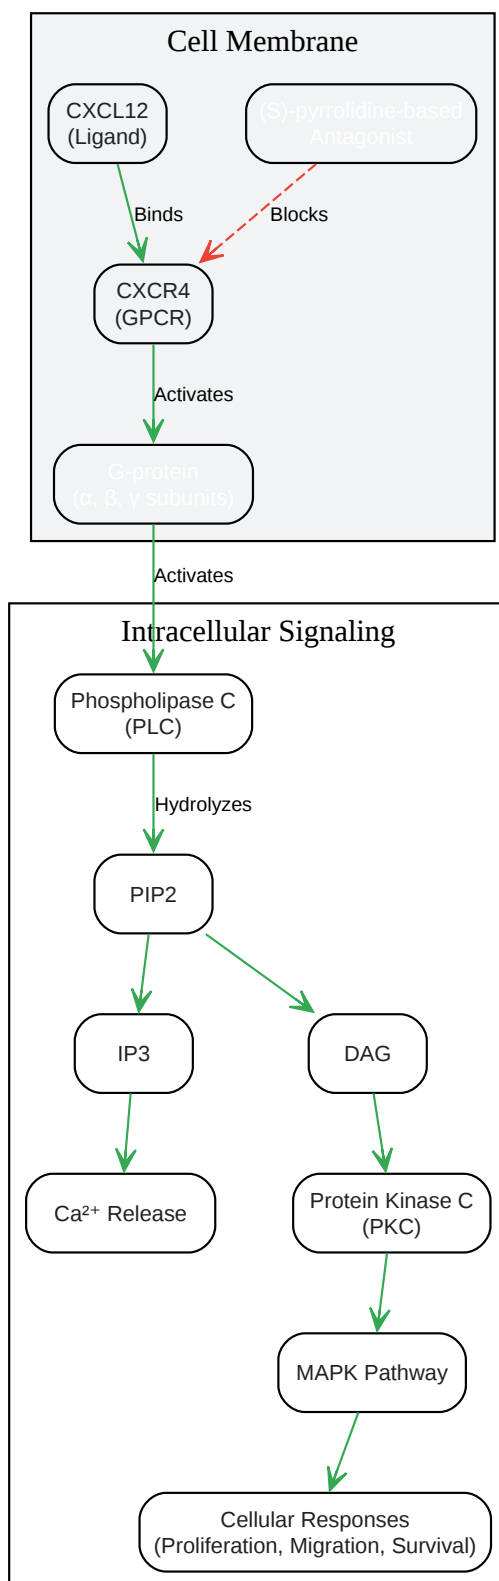 Cell Membrane
CXCL12
(Ligand)
(S)-pyrrolidine-based
Antagonist
Binds
Blocks
CXCR4
(GPCR)
Activates
G-protein
(α, β, γ subunits)
Activates
Intracellular Signaling
Phospholipase C
(PLC)
Hydrolyzes
PIP2
IP3
DAG
Ca²⁺ Release
Protein Kinase C
(PKC)
MAPK Pathway
Cellular Responses
(Proliferation, Migration, Survival)